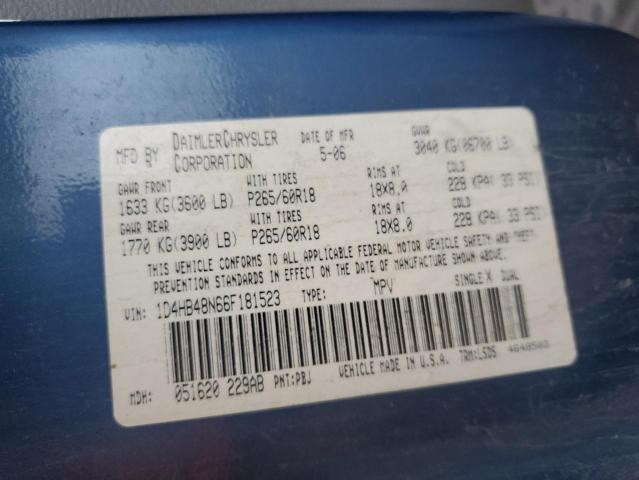 MFD BY DAIMLERCHRYSLER CORPORATION DATE OF MFR 5-06 GVWR 3040 KG(06700 LB)
GAWR FRONT WITH TIRES RIMS AT COLD
1633 KG(3600 LB) P265/60R18 18X8.0 228 KPA( 33 PSI)
GAWR REAR WITH TIRES RIMS AT COLD
1770 KG(3900 LB) P265/60R18 18X8.0 228 KPA( 33 PSI)
THIS VEHICLE CONFORMS TO ALL APPLICABLE FEDERAL MOTOR VEHICLE SAFETY AND THEFT
PREVENTION STANDARDS IN EFFECT ON THE DATE OF MANUFACTURE SHOWN ABOVE.
VIN: 1D4HB48N66F181523 TYPE: MPV SINGLE X DUAL
MDH: 051620 229AB PNT:PBJ VEHICLE MADE IN U.S.A. TRM:LSDS 4648503